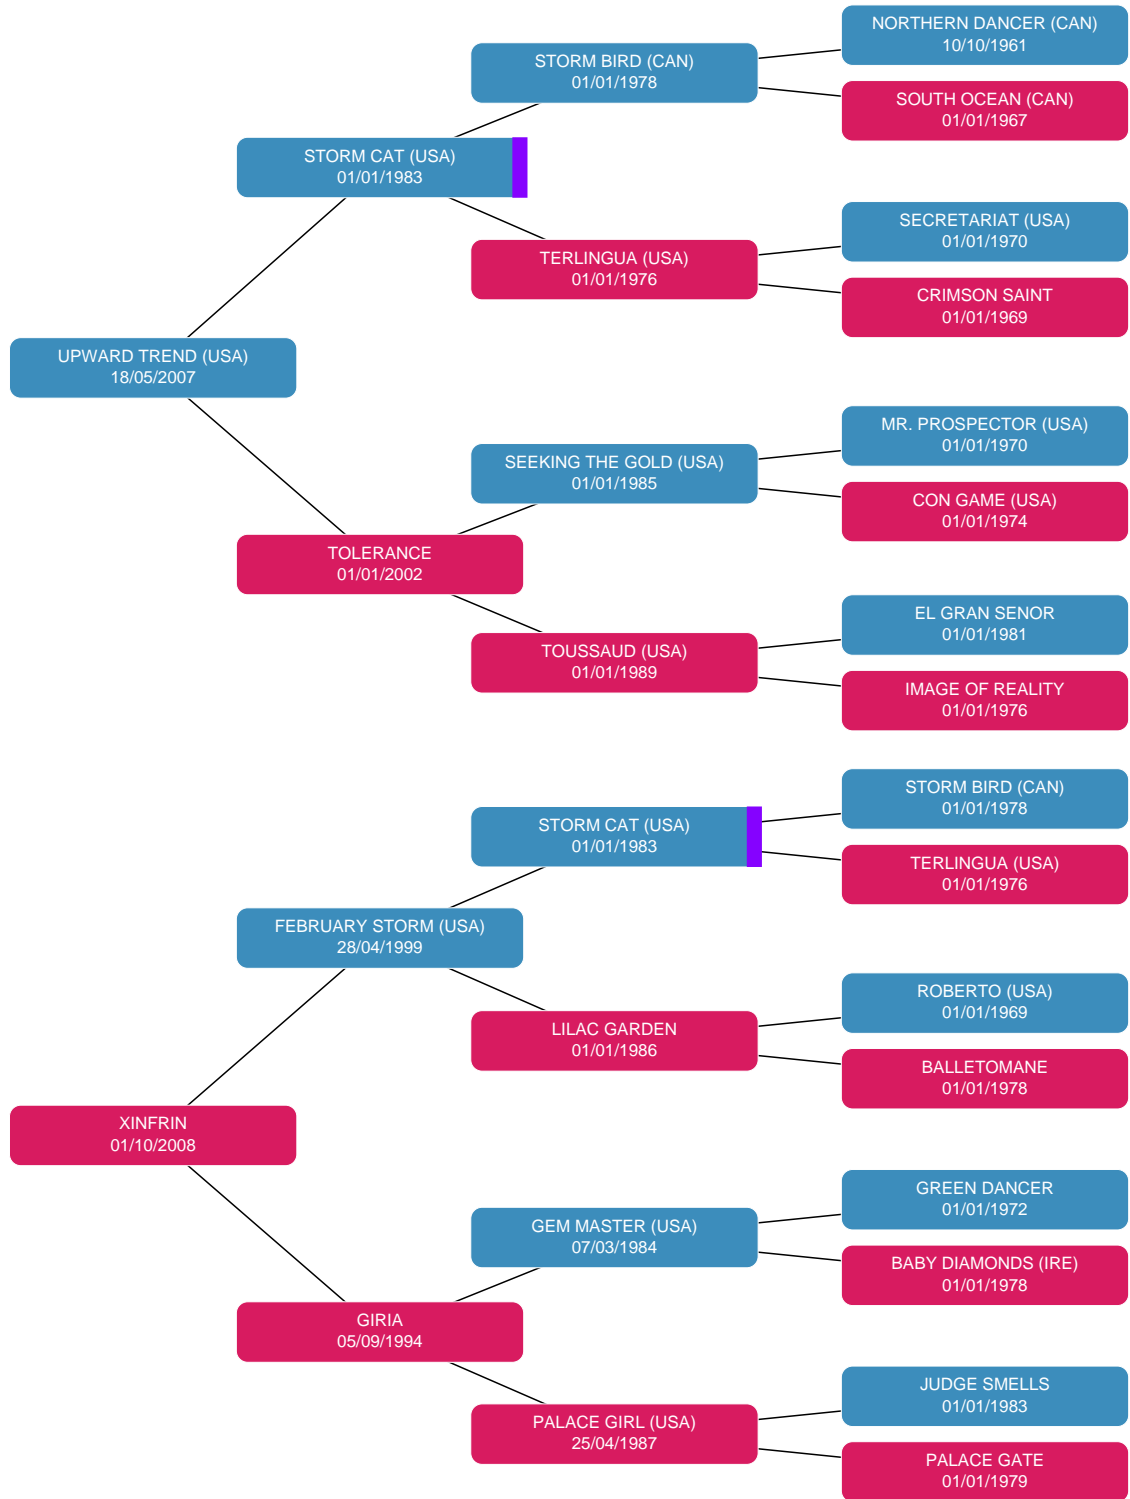 NORTHERN DANCER (CAN)
10/10/1961
STORM BIRD (CAN)
01/01/1978
SOUTH OCEAN (CAN)
01/01/1967
STORM CAT (USA)
01/01/1983
SECRETARIAT (USA)
01/01/1970
TERLINGUA (USA)
01/01/1976
CRIMSON SAINT
01/01/1969
UPWARD TREND (USA)
18/05/2007
MR. PROSPECTOR (USA)
01/01/1970
SEEKING THE GOLD (USA)
01/01/1985
CON GAME (USA)
01/01/1974
TOLERANCE
01/01/2002
EL GRAN SENOR
01/01/1981
TOUSSAUD (USA)
01/01/1989
IMAGE OF REALITY
01/01/1976
STORM BIRD (CAN)
01/01/1978
STORM CAT (USA)
01/01/1983
TERLINGUA (USA)
01/01/1976
FEBRUARY STORM (USA)
28/04/1999
ROBERTO (USA)
01/01/1969
LILAC GARDEN
01/01/1986
BALLETOMANE
01/01/1978
XINFRIN
01/10/2008
GREEN DANCER
01/01/1972
GEM MASTER (USA)
07/03/1984
BABY DIAMONDS (IRE)
01/01/1978
GIRIA
05/09/1994
JUDGE SMELLS
01/01/1983
PALACE GIRL (USA)
25/04/1987
PALACE GATE
01/01/1979